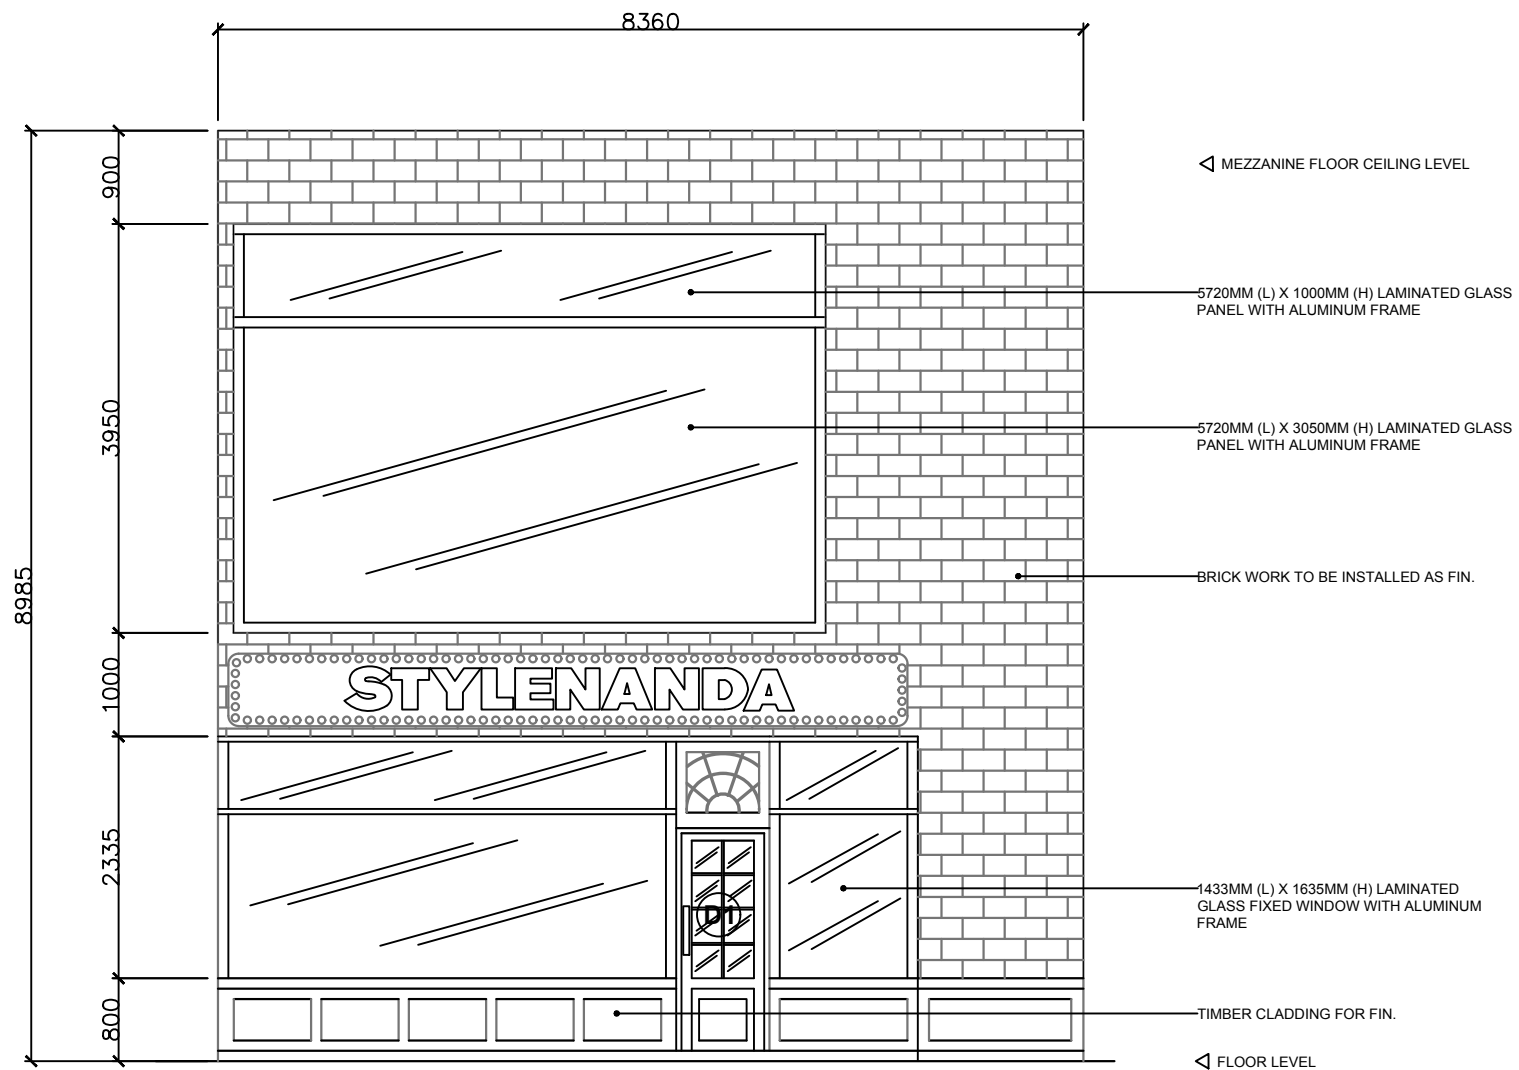 8360
900
MEZZANINE FLOOR CEILING LEVEL
5720MM (L) X 1000MM (H) LAMINATED GLASS
PANEL WITH ALUMINUM FRAME
3950
5720MM (L) X 3050MM (H) LAMINATED GLASS
PANEL WITH ALUMINUM FRAME
8985
BRICK WORK TO BE INSTALLED AS FIN.
1000
STYLENANDA
2335
D1
1433MM (L) X 1635MM (H) LAMINATED
GLASS FIXED WINDOW WITH ALUMINUM
FRAME
800
TIMBER CLADDING FOR FIN.
FLOOR LEVEL